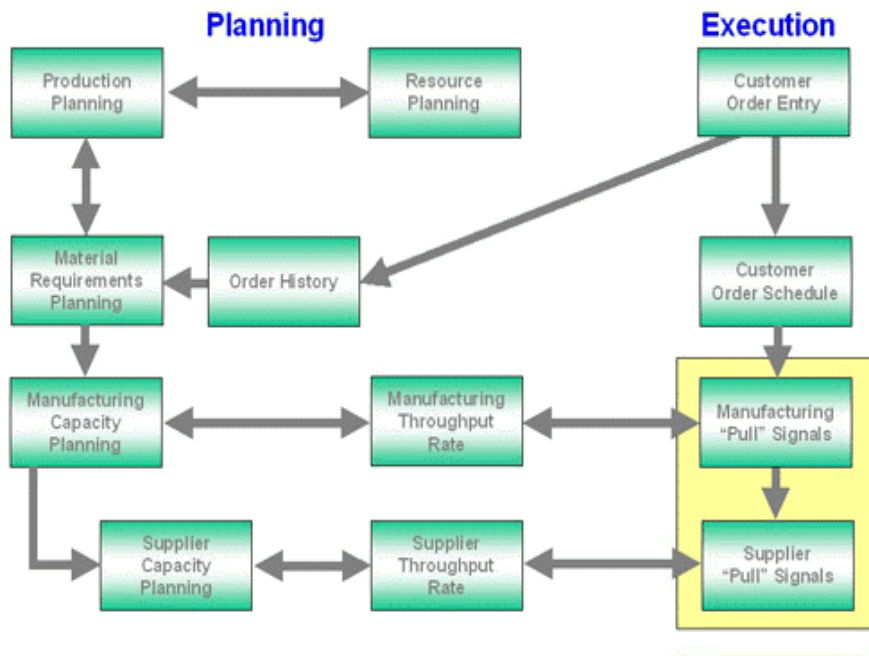 Planning
Execution
Production
Planning
Resource
Planning
Customer
Order Entry
Material
Requirements
Planning
Order History
Customer
Order Schedule
Manufacturing
Capacity
Planning
Manufacturing
Throughput
Rate
Manufacturing
“Pull” Signals
Supplier
Capacity
Planning
Supplier
Throughput
Rate
Supplier
“Pull” Signals